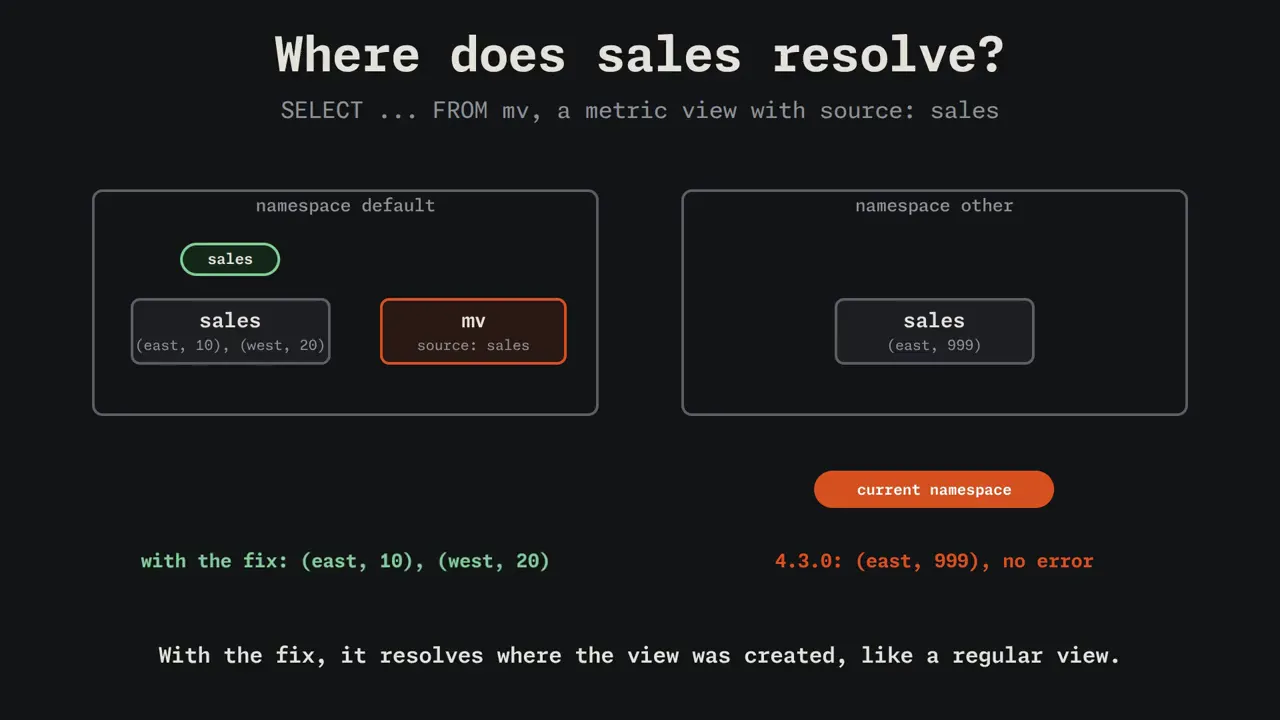 Where does sales resolve?
SELECT ... FROM mv, a metric view with source: sales
namespace default
sales
sales
(east, 10), (west, 20)
mv
source: sales
namespace other
sales
(east, 999)
current namespace
with the fix: (east, 10), (west, 20)
4.3.0: (east, 999), no error
With the fix, it resolves where the view was created, like a regular view.